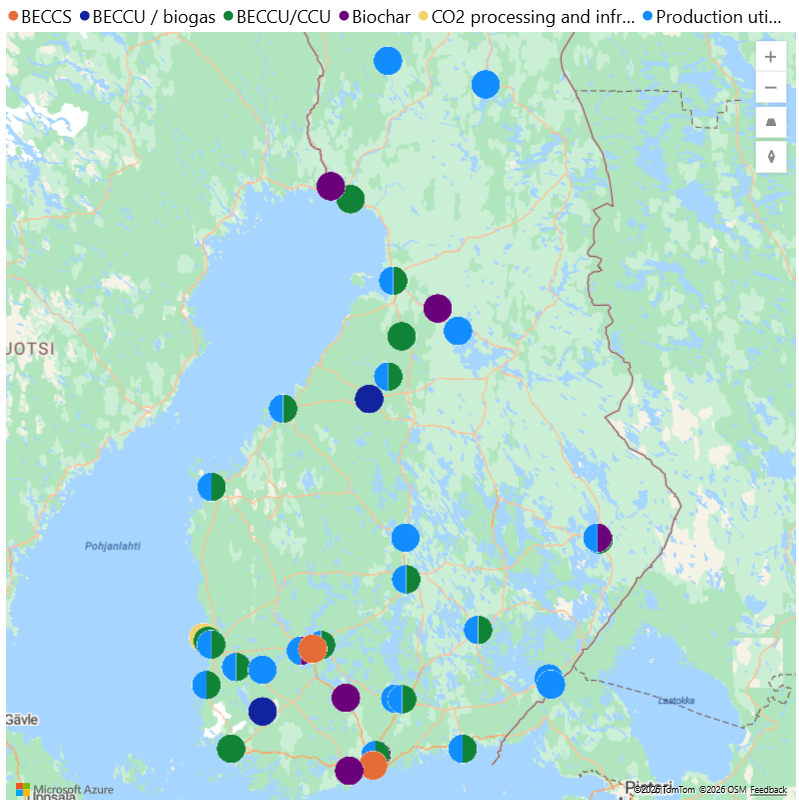 BECCS BECCU / biogas BECCU/CCU Biochar CO2 processing and infr... Production uti...
UOTSI
Pohjanlahti
Laatokka
Gävle
Pietari
Microsoft Azure
©2026 TomTom ©2026 OSM Feedback
Uppsala